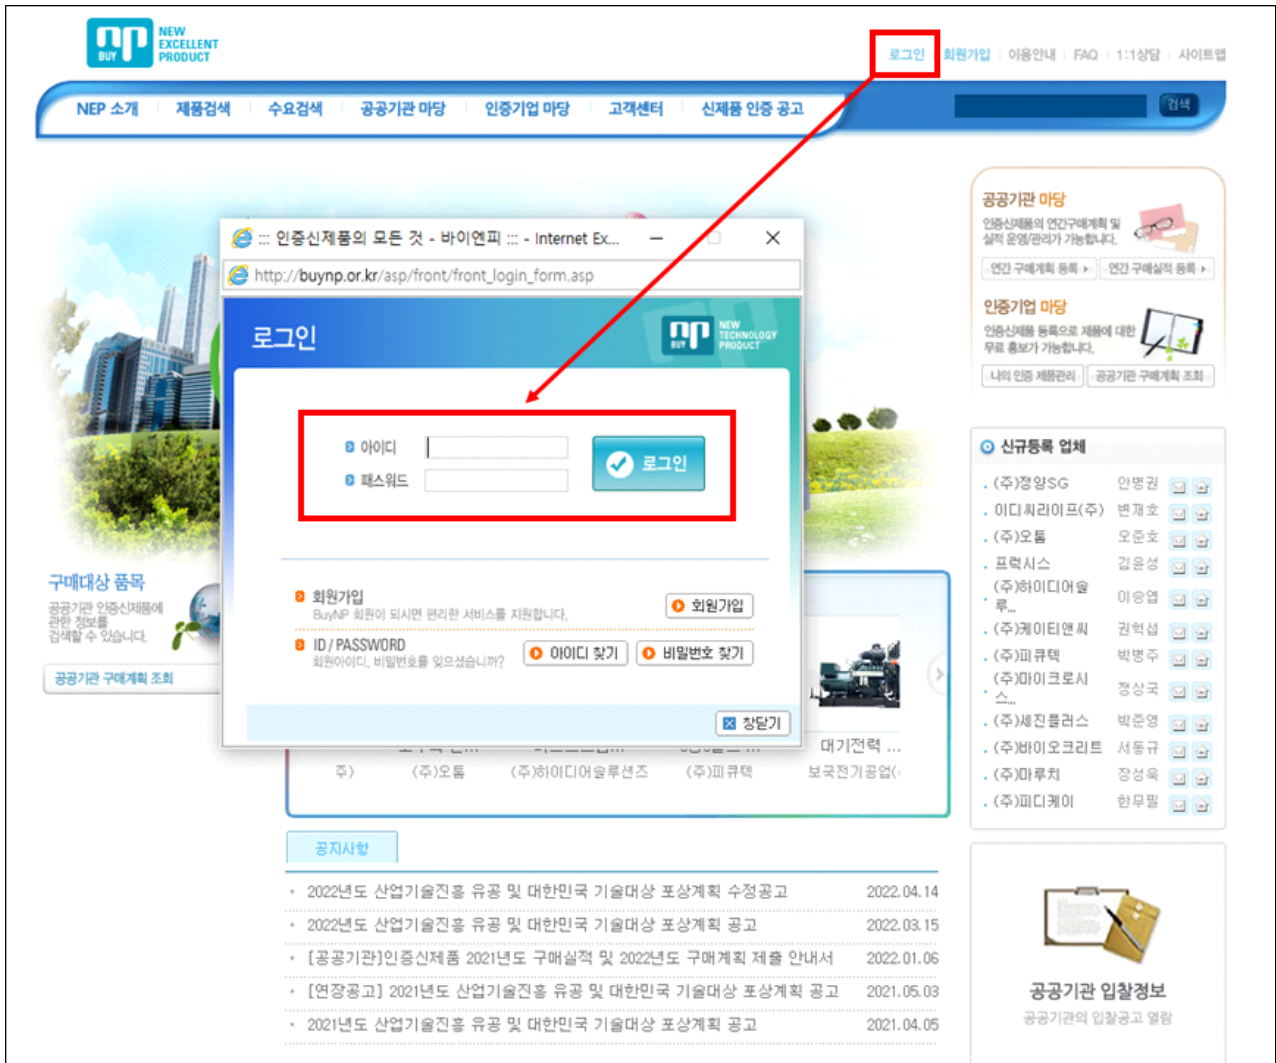 BUY np NEW EXCELLENT PRODUCT
로그인 회원가입 이용안내 FAQ 1:1상담 사이트맵
NEP 소개 제품검색 수요검색 공공기관 마당 인증기업 마당 고객센터 신제품 인증 공고 검색
공공기관 마당
인증신제품의 연간구매계획 및
실적 운영/관리가 가능합니다.
연간 구매계획 등록 연간 구매실적 등록
인증기업 마당
인증신제품 등록으로 제품에 대한
무료 홍보가 가능합니다.
나의 인증 제품관리 공공기관 구매계획 조회
::: 인증신제품의 모든 것 - 바이엔피 ::: - Internet Ex...
http://buynp.or.kr/asp/front/front_login_form.asp
로그인
BUY np NEW TECHNOLOGY PRODUCT
아이디
패스워드
로그인
회원가입
BuyNP 회원이 되시면 편리한 서비스를 지원합니다.
회원가입
ID / PASSWORD
회원아이디, 비밀번호를 잊으셨습니까?
아이디 찾기 비밀번호 찾기
창닫기
구매대상 품목
공공기관 인증신제품에
관한 정보를
검색할 수 있습니다.
공공기관 구매계획 조회
신규등록 업체
(주)정양SG 안병권
이디씨라이프(주) 변재호
(주)오톰 오준호
프럭시스 김윤성
(주)하이디어솔루... 이승엽
(주)케이티앤씨 권혁섭
(주)피큐텍 박병주
(주)마이크로시스... 정상국
(주)세진플러스 박준영
(주)바이오크리트 서동규
(주)마루치 장성욱
(주)피디케이 한무필
대기전력 ...
주) (주)오톰 (주)하이디어솔루션즈 (주)피큐텍 보국전기공업(
공지사항
2022년도 산업기술진흥 유공 및 대한민국 기술대상 포상계획 수정공고 2022.04.14
2022년도 산업기술진흥 유공 및 대한민국 기술대상 포상계획 공고 2022.03.15
[공공기관]인증신제품 2021년도 구매실적 및 2022년도 구매계획 제출 안내서 2022.01.06
[연장공고] 2021년도 산업기술진흥 유공 및 대한민국 기술대상 포상계획 공고 2021.05.03
2021년도 산업기술진흥 유공 및 대한민국 기술대상 포상계획 공고 2021.04.05
공공기관 입찰정보
공공기관의 입찰공고 열람